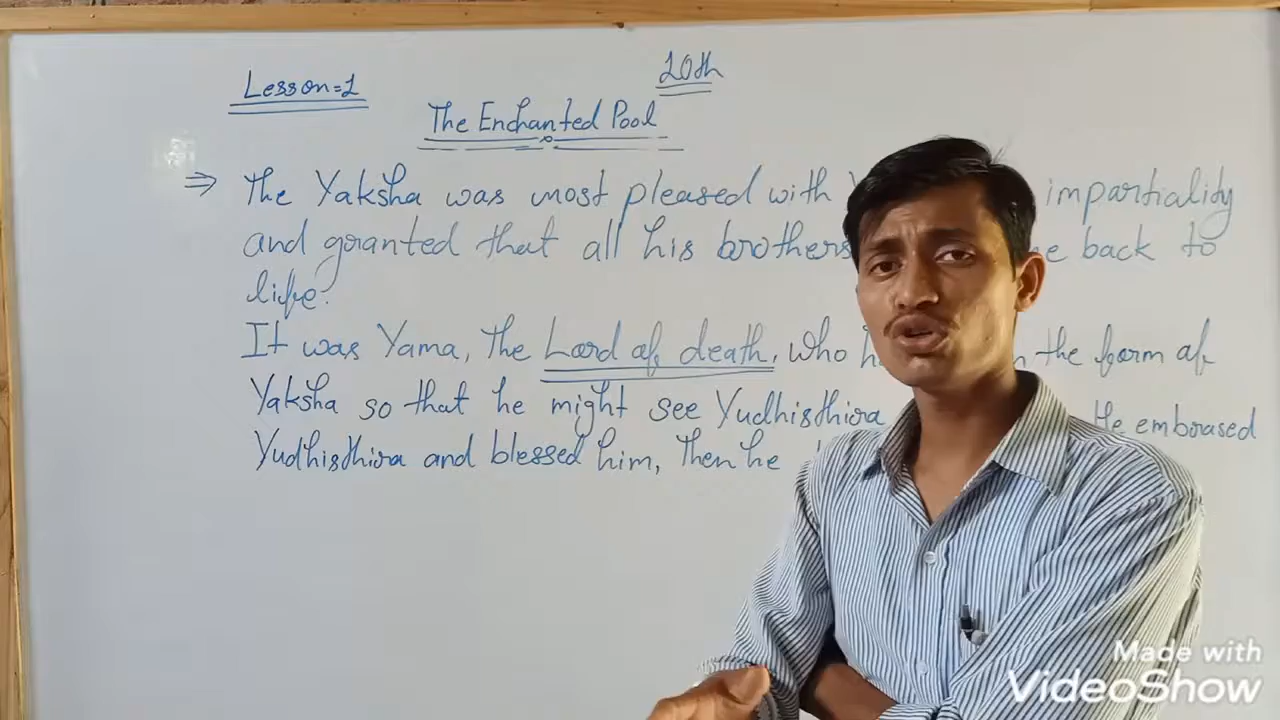 Lesson=1
10th
The Enchanted Pool
⇒ The Yaksha was most pleased with impartiality
and granted that all his brothers back to
life.
It was Yama, the Lord of death, who the form of
Yaksha so that he might see Yudhisthira He embrased
Yudhisthira and blessed him, Then he
Made with
VideoShow